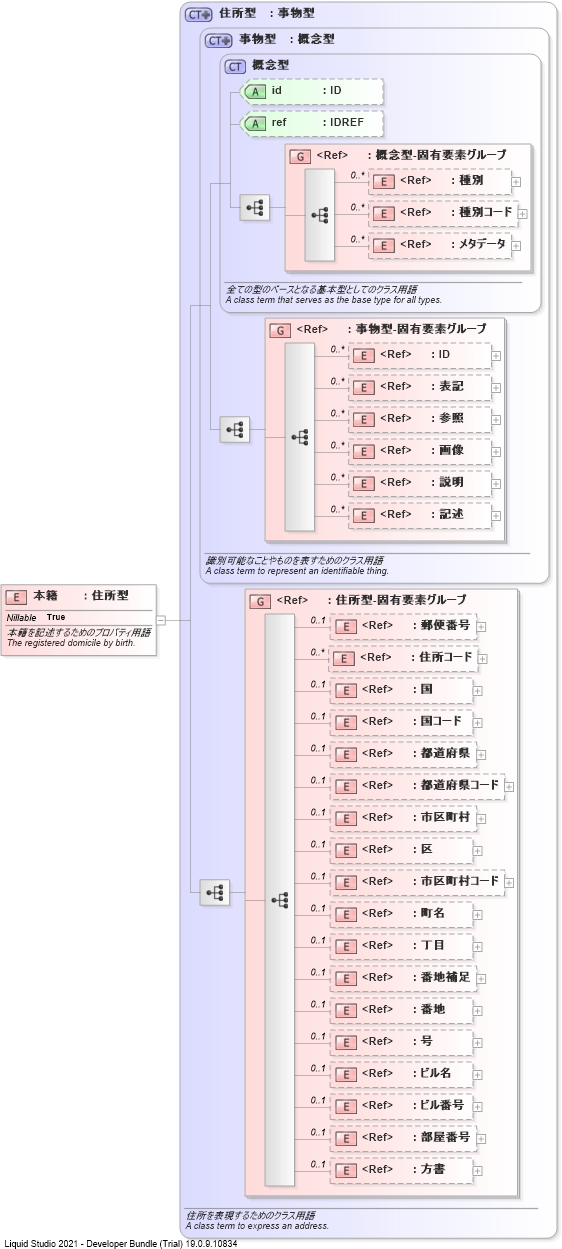 CT 住所型 : 事物型
CT 事物型 : 概念型
CT 概念型
A id : ID
A ref : IDREF
G <Ref> : 概念型-固有要素グループ
0..* E <Ref> : 種別
0..* E <Ref> : 種別コード
0..* E <Ref> : メタデータ
全ての型のベースとなる基本型としてのクラス用語
A class term that serves as the base type for all types.
G <Ref> : 事物型-固有要素グループ
0..* E <Ref> : ID
0..* E <Ref> : 表記
0..* E <Ref> : 参照
0..* E <Ref> : 画像
0..* E <Ref> : 説明
0..* E <Ref> : 記述
識別可能なことやものを表すためのクラス用語
A class term to represent an identifiable thing.
E 本籍 : 住所型
Nillable True
本籍を記述するためのプロパティ用語
The registered domicile by birth.
G <Ref> : 住所型-固有要素グループ
0..1 E <Ref> : 郵便番号
0..* E <Ref> : 住所コード
0..1 E <Ref> : 国
0..1 E <Ref> : 国コード
0..1 E <Ref> : 都道府県
0..1 E <Ref> : 都道府県コード
0..1 E <Ref> : 市区町村
0..1 E <Ref> : 区
0..1 E <Ref> : 市区町村コード
0..1 E <Ref> : 町名
0..1 E <Ref> : 丁目
0..1 E <Ref> : 番地補足
0..1 E <Ref> : 番地
0..1 E <Ref> : 号
0..1 E <Ref> : ビル名
0..1 E <Ref> : ビル番号
0..1 E <Ref> : 部屋番号
0..1 E <Ref> : 方書
住所を表現するためのクラス用語
A class term to express an address.
Liquid Studio 2021 - Developer Bundle (Trial) 19.0.9.10834